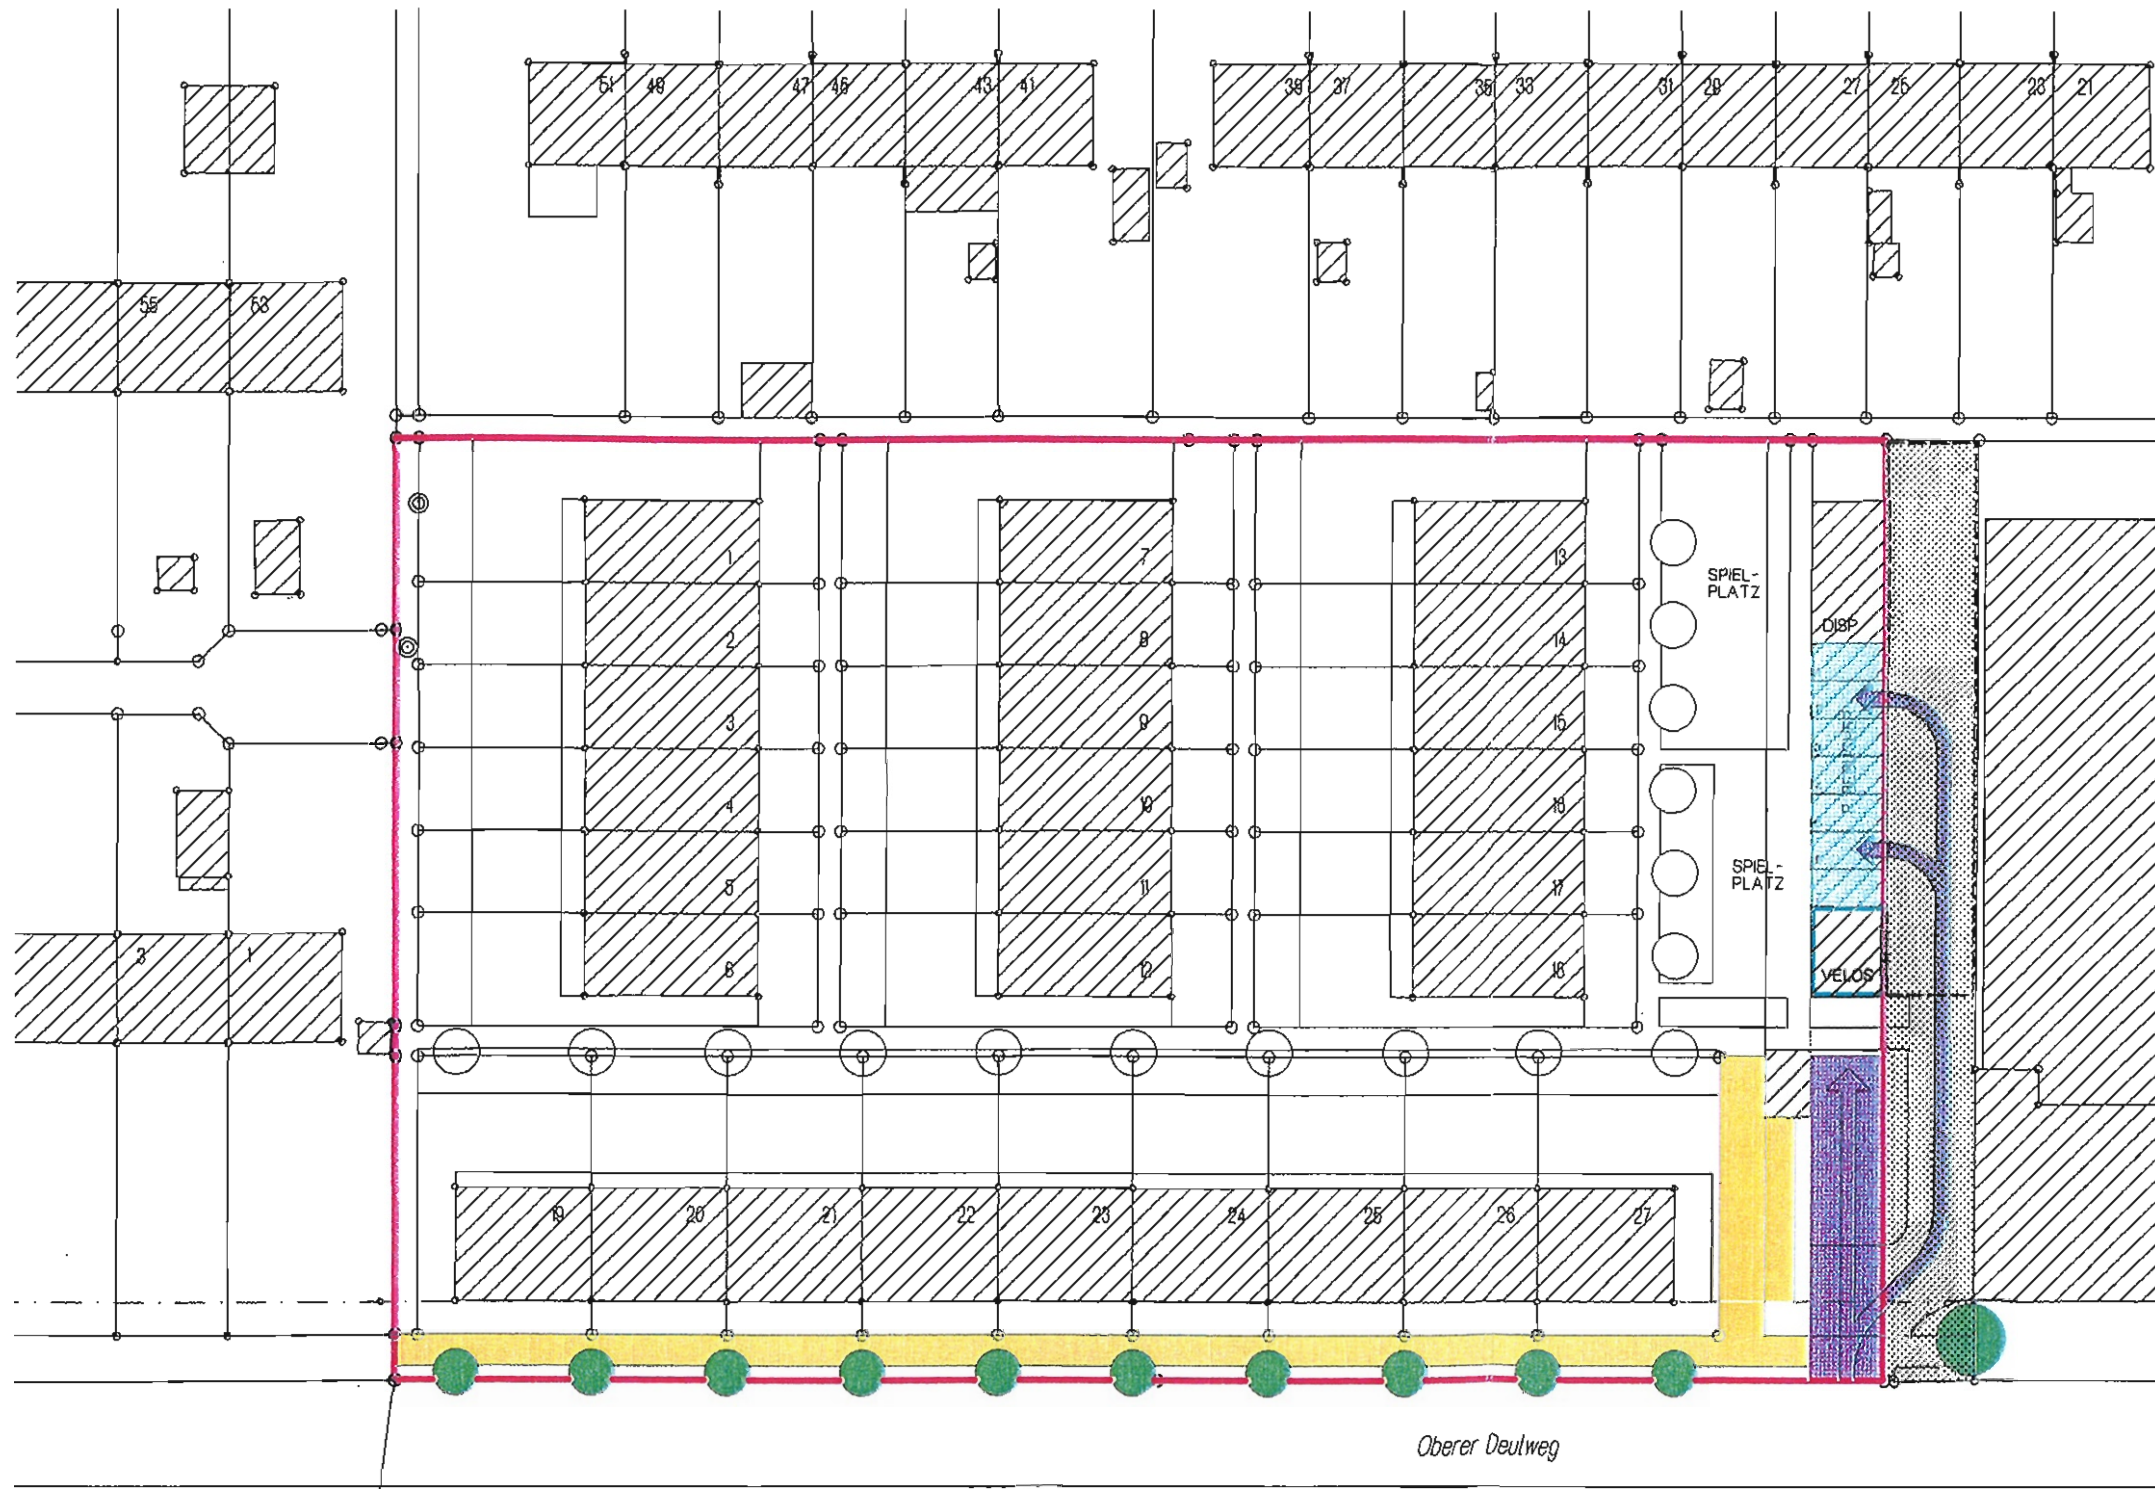 51 49 47 45 43 41 39 37 35 33 31 29 27 25 23 21
55 53
1 7 13
SPIEL-
PLATZ
DISP
2 8 14
3 9 15
4 10 16
SPIEL-
PLATZ
5 11 17
3 1
6 12 18
VELOS
19 20 21 22 23 24 25 26 27
Oberer Deulweg